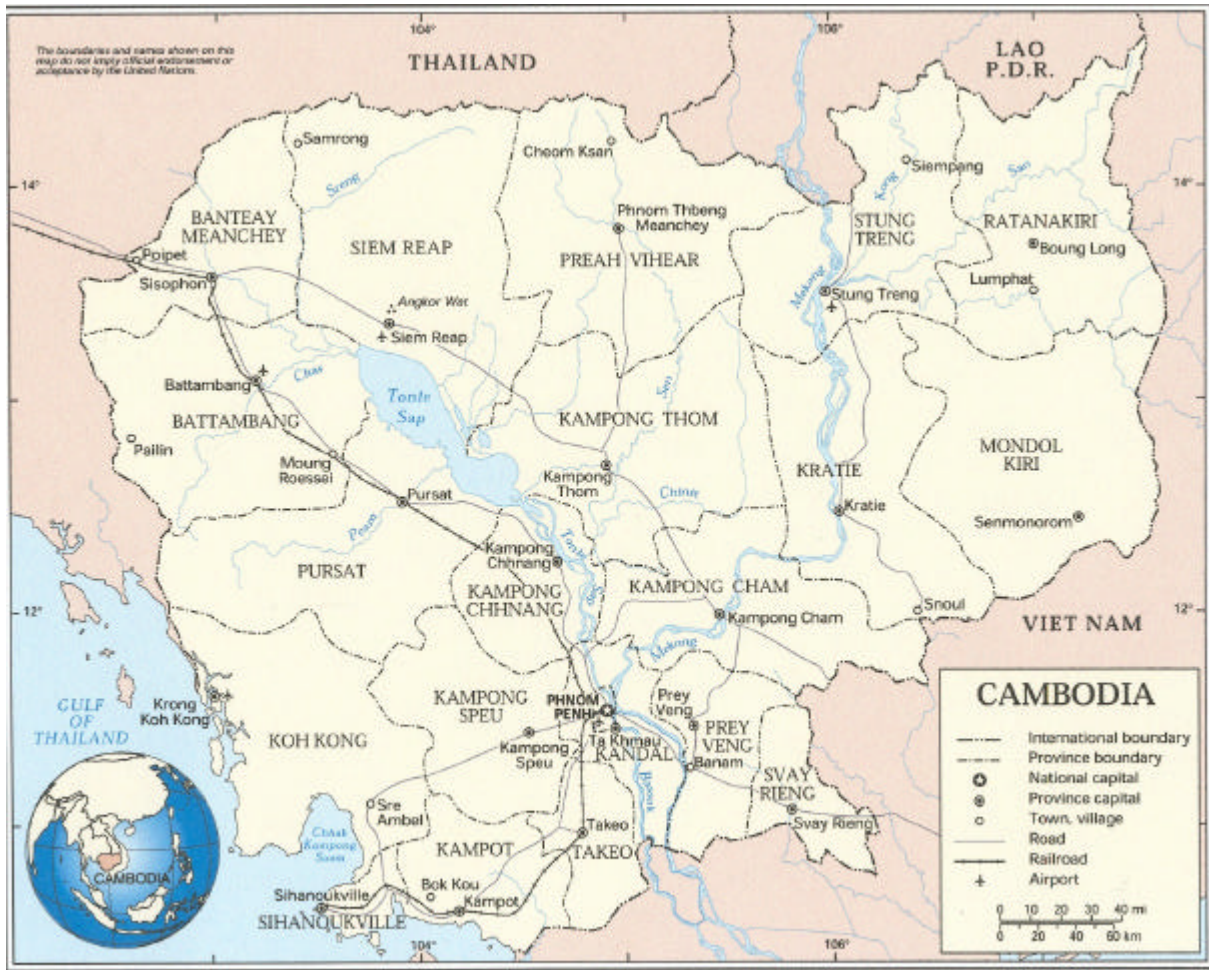 The boundaries and names shown on this
map do not imply official endorsement or
acceptance by the United Nations.
104°
106°
THAILAND
LAO
P.D.R.
Samrong
Cheom Ksan
Siempang
Sreng
Kong
San
14°
14°
BANTEAY
MEANCHEY
SIEM REAP
Phnom Thbeng
Meanchey
PREAH VIHEAR
STUNG
TRENG
RATANAKIRI
Boung Long
Poipet
Sisophon
Angkor Wat
Siem Reap
Mekong
Stung Treng
Lumphat
Battambang
Chas
BATTAMBANG
Tonle
Sap
Sen
KAMPONG THOM
Pailin
Moung
Roessei
Kampong
Thom
KRATIE
MONDOL
KIRI
Pursat
Chinit
Kratie
Senmonorom
Peam
PURSAT
Kampong
Chhnang
Tonle
Sap
KAMPONG
CHHNANG
KAMPONG CHAM
12°
12°
Kampong Cham
Snoul
Mekong
VIET NAM
GULF
OF
THAILAND
Krong
Koh Kong
KOH KONG
KAMPONG
SPEU
PHNOM
PENH
Prey
Veng
PREY
VENG
Kampong
Speu
Ta Khmau
KANDAL
Banam
SVAY
RIENG
Svay Rieng
Sre
Ambel
Chhak
Kampong
Saom
Takeo
KAMPOT
TAKEO
Bok Kou
Kampot
Sihanoukville
SIHANOUKVILLE
104°
106°
CAMBODIA
CAMBODIA
International boundary
Province boundary
National capital
Province capital
Town, village
Road
Railroad
Airport
0 10 20 30 40 mi
0 20 40 60 km